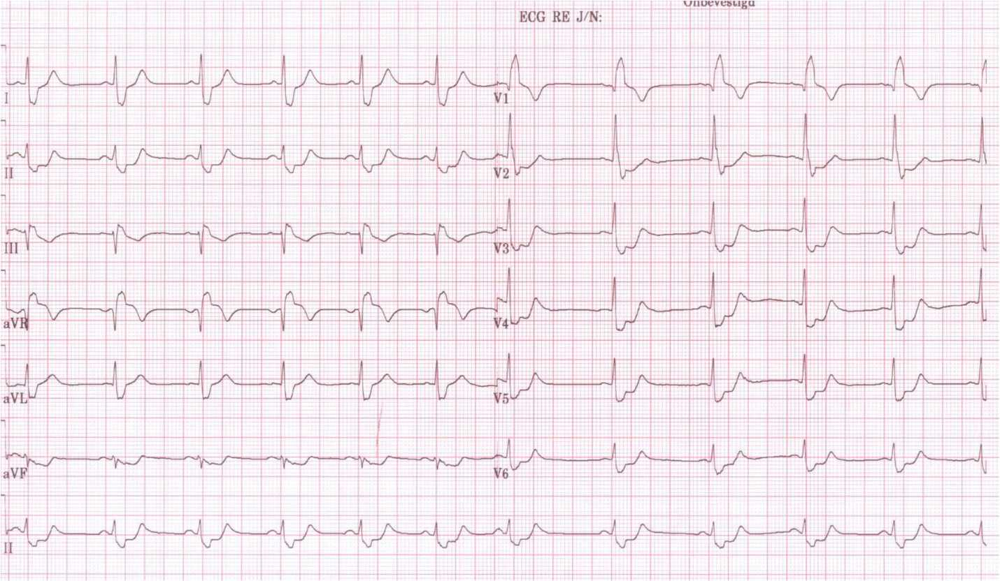 Onbevestigd
ECG RE J/N:
I
V1
II
V2
III
V3
aVR
V4
aVL
V5
aVF
V6
II